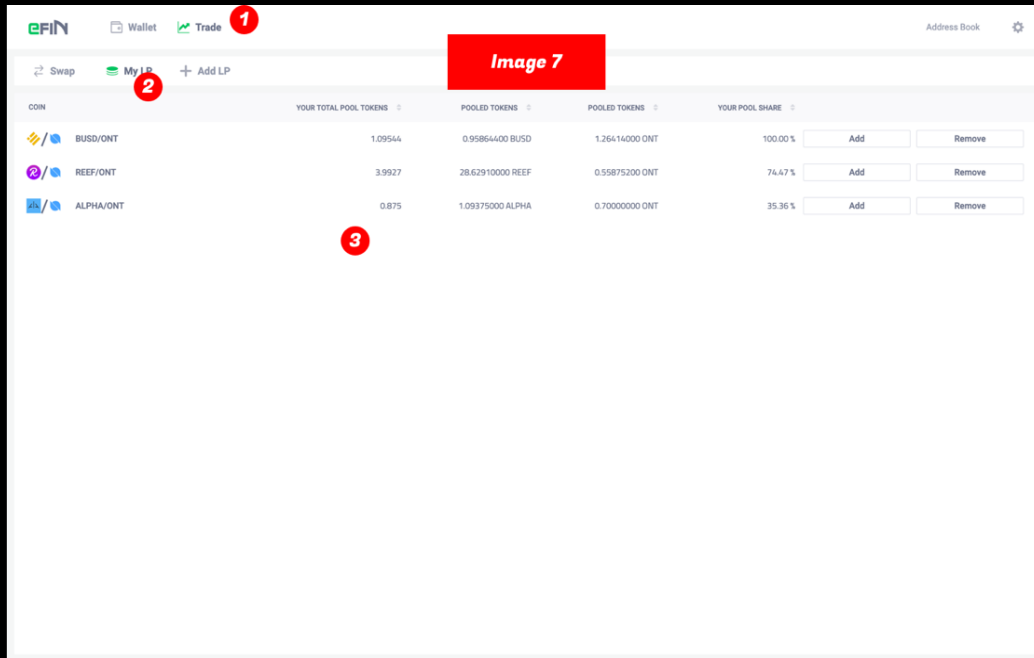 eFIN Wallet Trade 1 Address Book
Image 7
Swap My LP + Add LP
2
COIN YOUR TOTAL POOL TOKENS POOLED TOKENS POOLED TOKENS YOUR POOL SHARE
BUSD/ONT 1.09544 0.95864400 BUSD 1.26414000 ONT 100.00 % Add Remove
REEF/ONT 3.9927 28.62910000 REEF 0.55875200 ONT 74.47 % Add Remove
ALPHA/ONT 0.875 1.09375000 ALPHA 0.70000000 ONT 35.36 % Add Remove
3